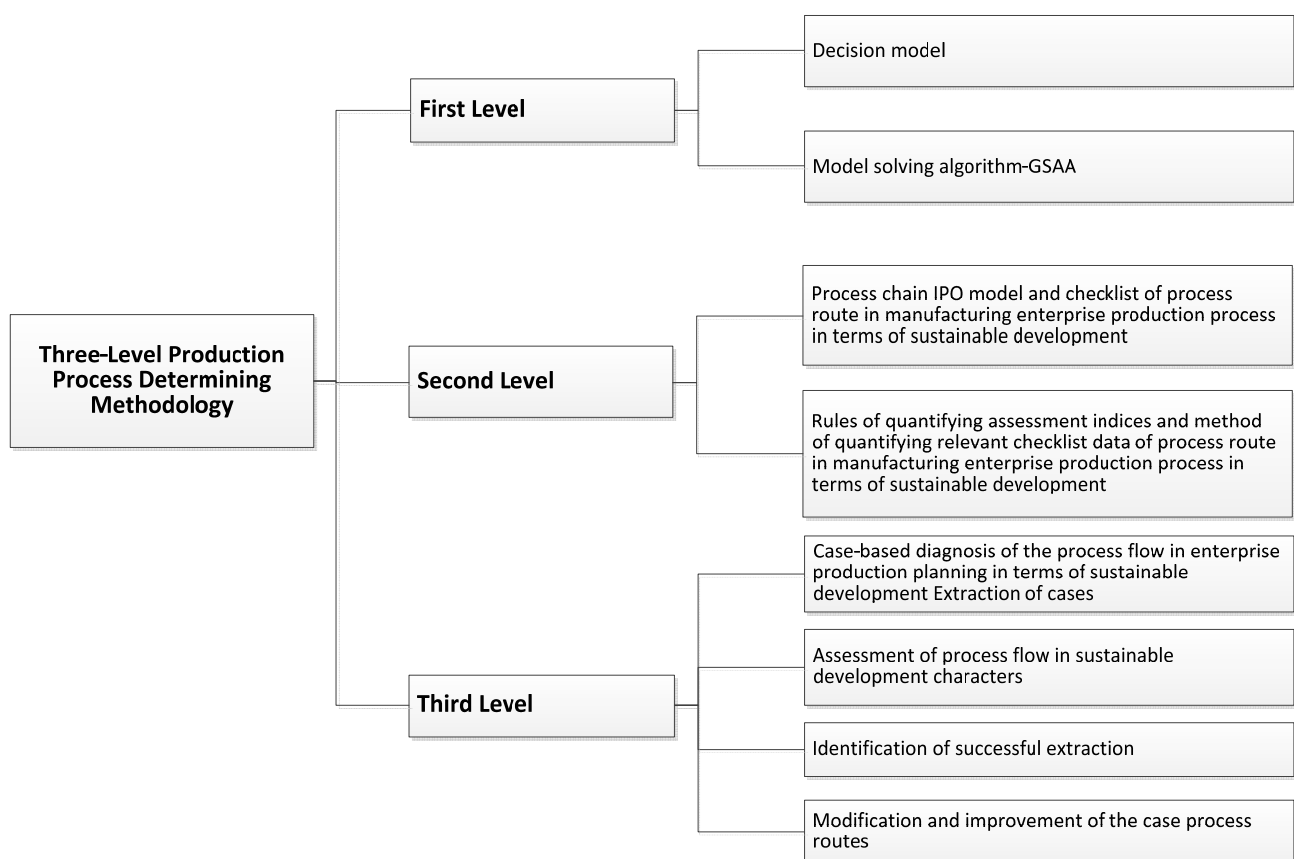 Three-Level Production
Process Determining
Methodology
First Level
Decision model
Model solving algorithm-GSAA
Second Level
Process chain IPO model and checklist of process
route in manufacturing enterprise production process
in terms of sustainable development
Rules of quantifying assessment indices and method
of quantifying relevant checklist data of process route
in manufacturing enterprise production process in
terms of sustainable development
Third Level
Case-based diagnosis of the process flow in enterprise
production planning in terms of sustainable
development Extraction of cases
Assessment of process flow in sustainable
development characters
Identification of successful extraction
Modification and improvement of the case process
routes